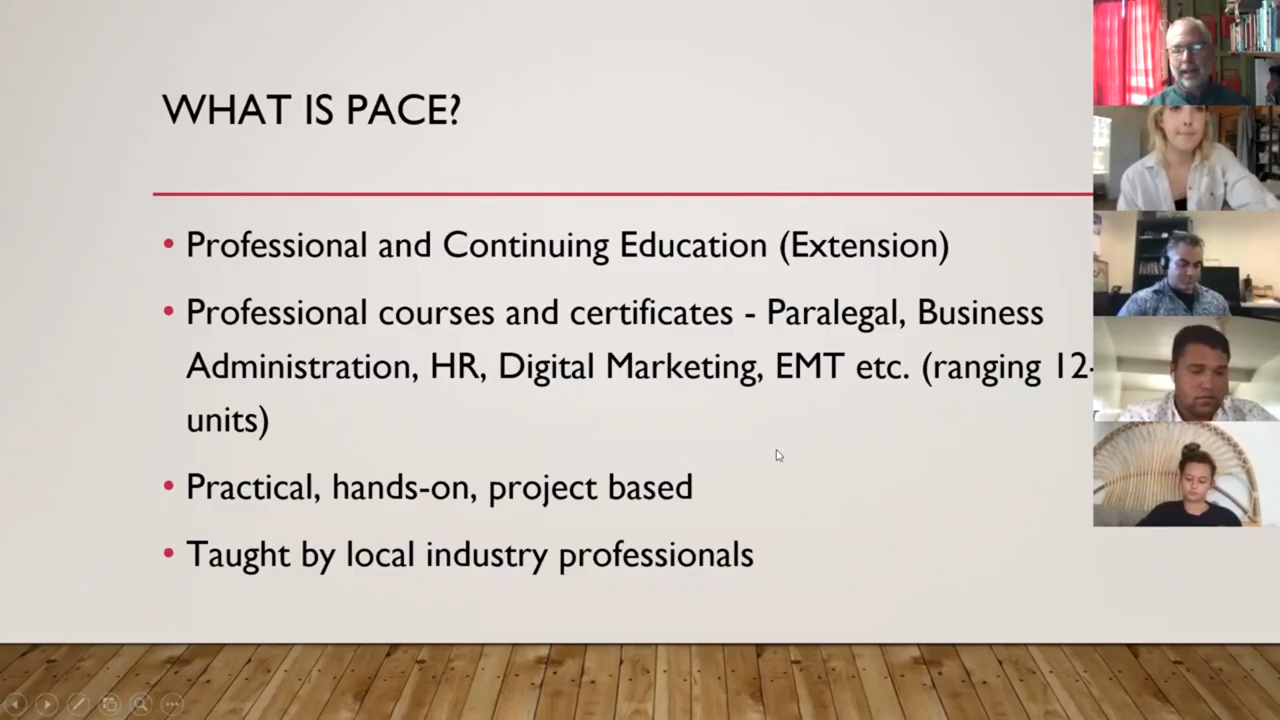 WHAT IS PACE?
• Professional and Continuing Education (Extension)
• Professional courses and certificates - Paralegal, Business
Administration, HR, Digital Marketing, EMT etc. (ranging 12-
units)
• Practical, hands-on, project based
• Taught by local industry professionals